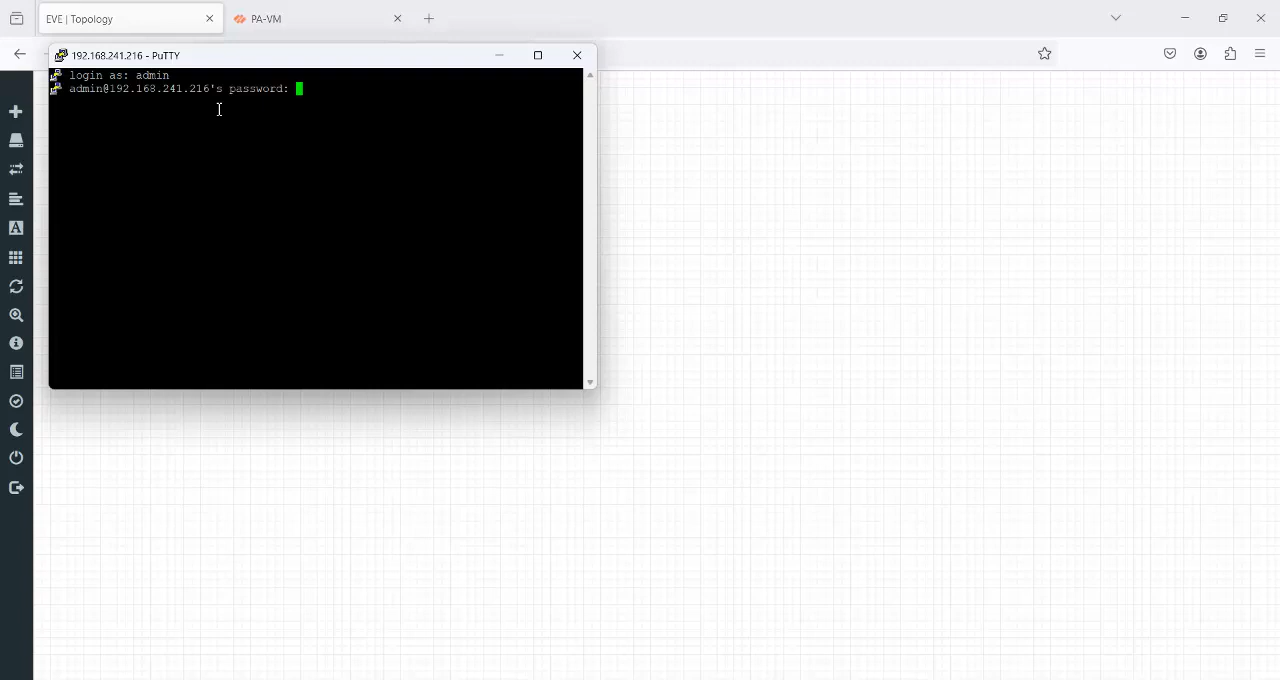 EVE | Topology
PA-VM
192.168.241.216 - PuTTY
login as: admin
admin@192.168.241.216's password: